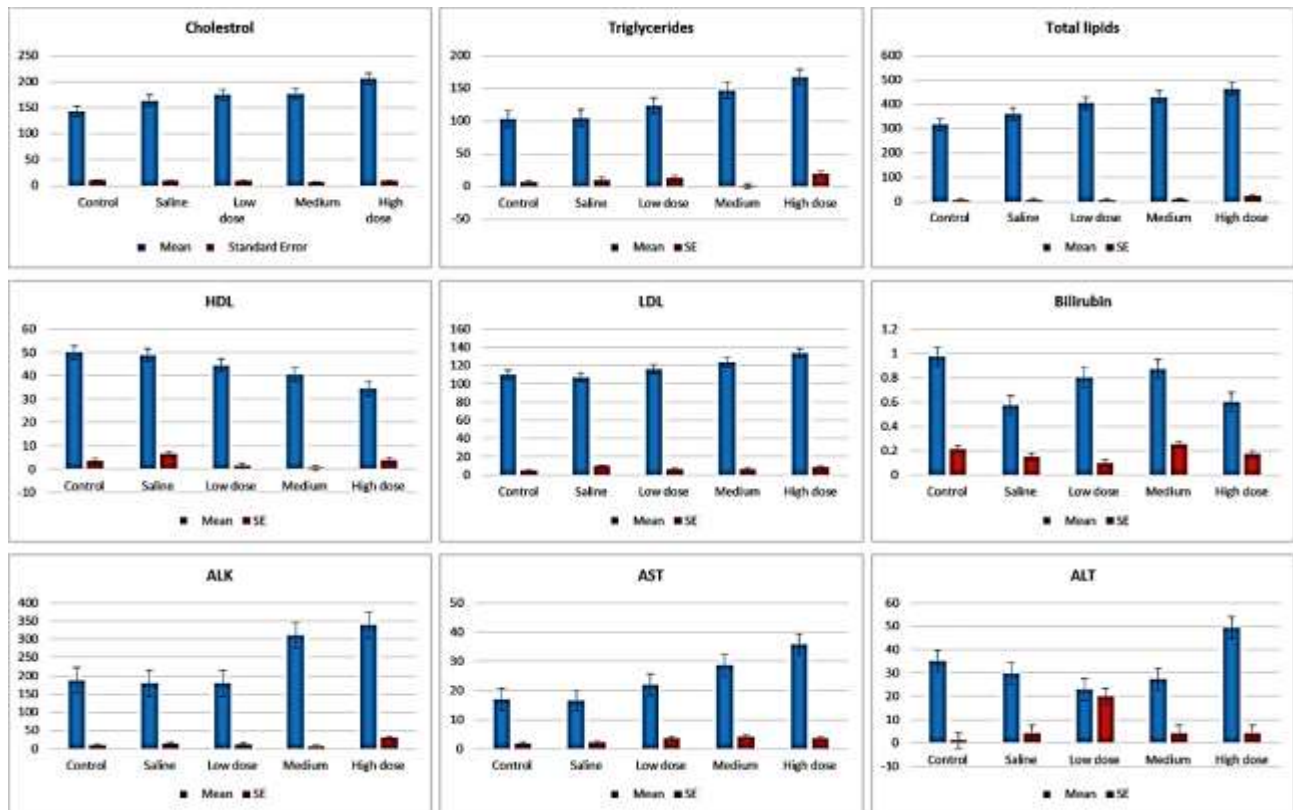 Cholestrol
250
200
150
100
50
0
Control Saline Low dose Medium High dose
Mean Standard Error
Triglycerides
200
150
100
50
0
-50
Control Saline Low dose Medium High dose
Mean SE
Total lipids
600
500
400
300
200
100
0
Control Saline Low dose Medium High dose
Mean SE
HDL
60
50
40
30
20
10
0
-10
Control Saline Low dose Medium High dose
Mean SE
LDL
160
140
120
100
80
60
40
20
0
Control Saline Low dose Medium High dose
Mean SE
Bilirubin
1.2
1
0.8
0.6
0.4
0.2
0
Control Saline Low dose Medium High dose
Mean SE
ALK
400
350
300
250
200
150
100
50
0
Control Saline Low dose Medium High dose
Mean SE
AST
50
40
30
20
10
0
Control Saline Low dose Medium High dose
Mean SE
ALT
60
50
40
30
20
10
0
-10
Control Saline Low dose Medium High dose
Mean SE